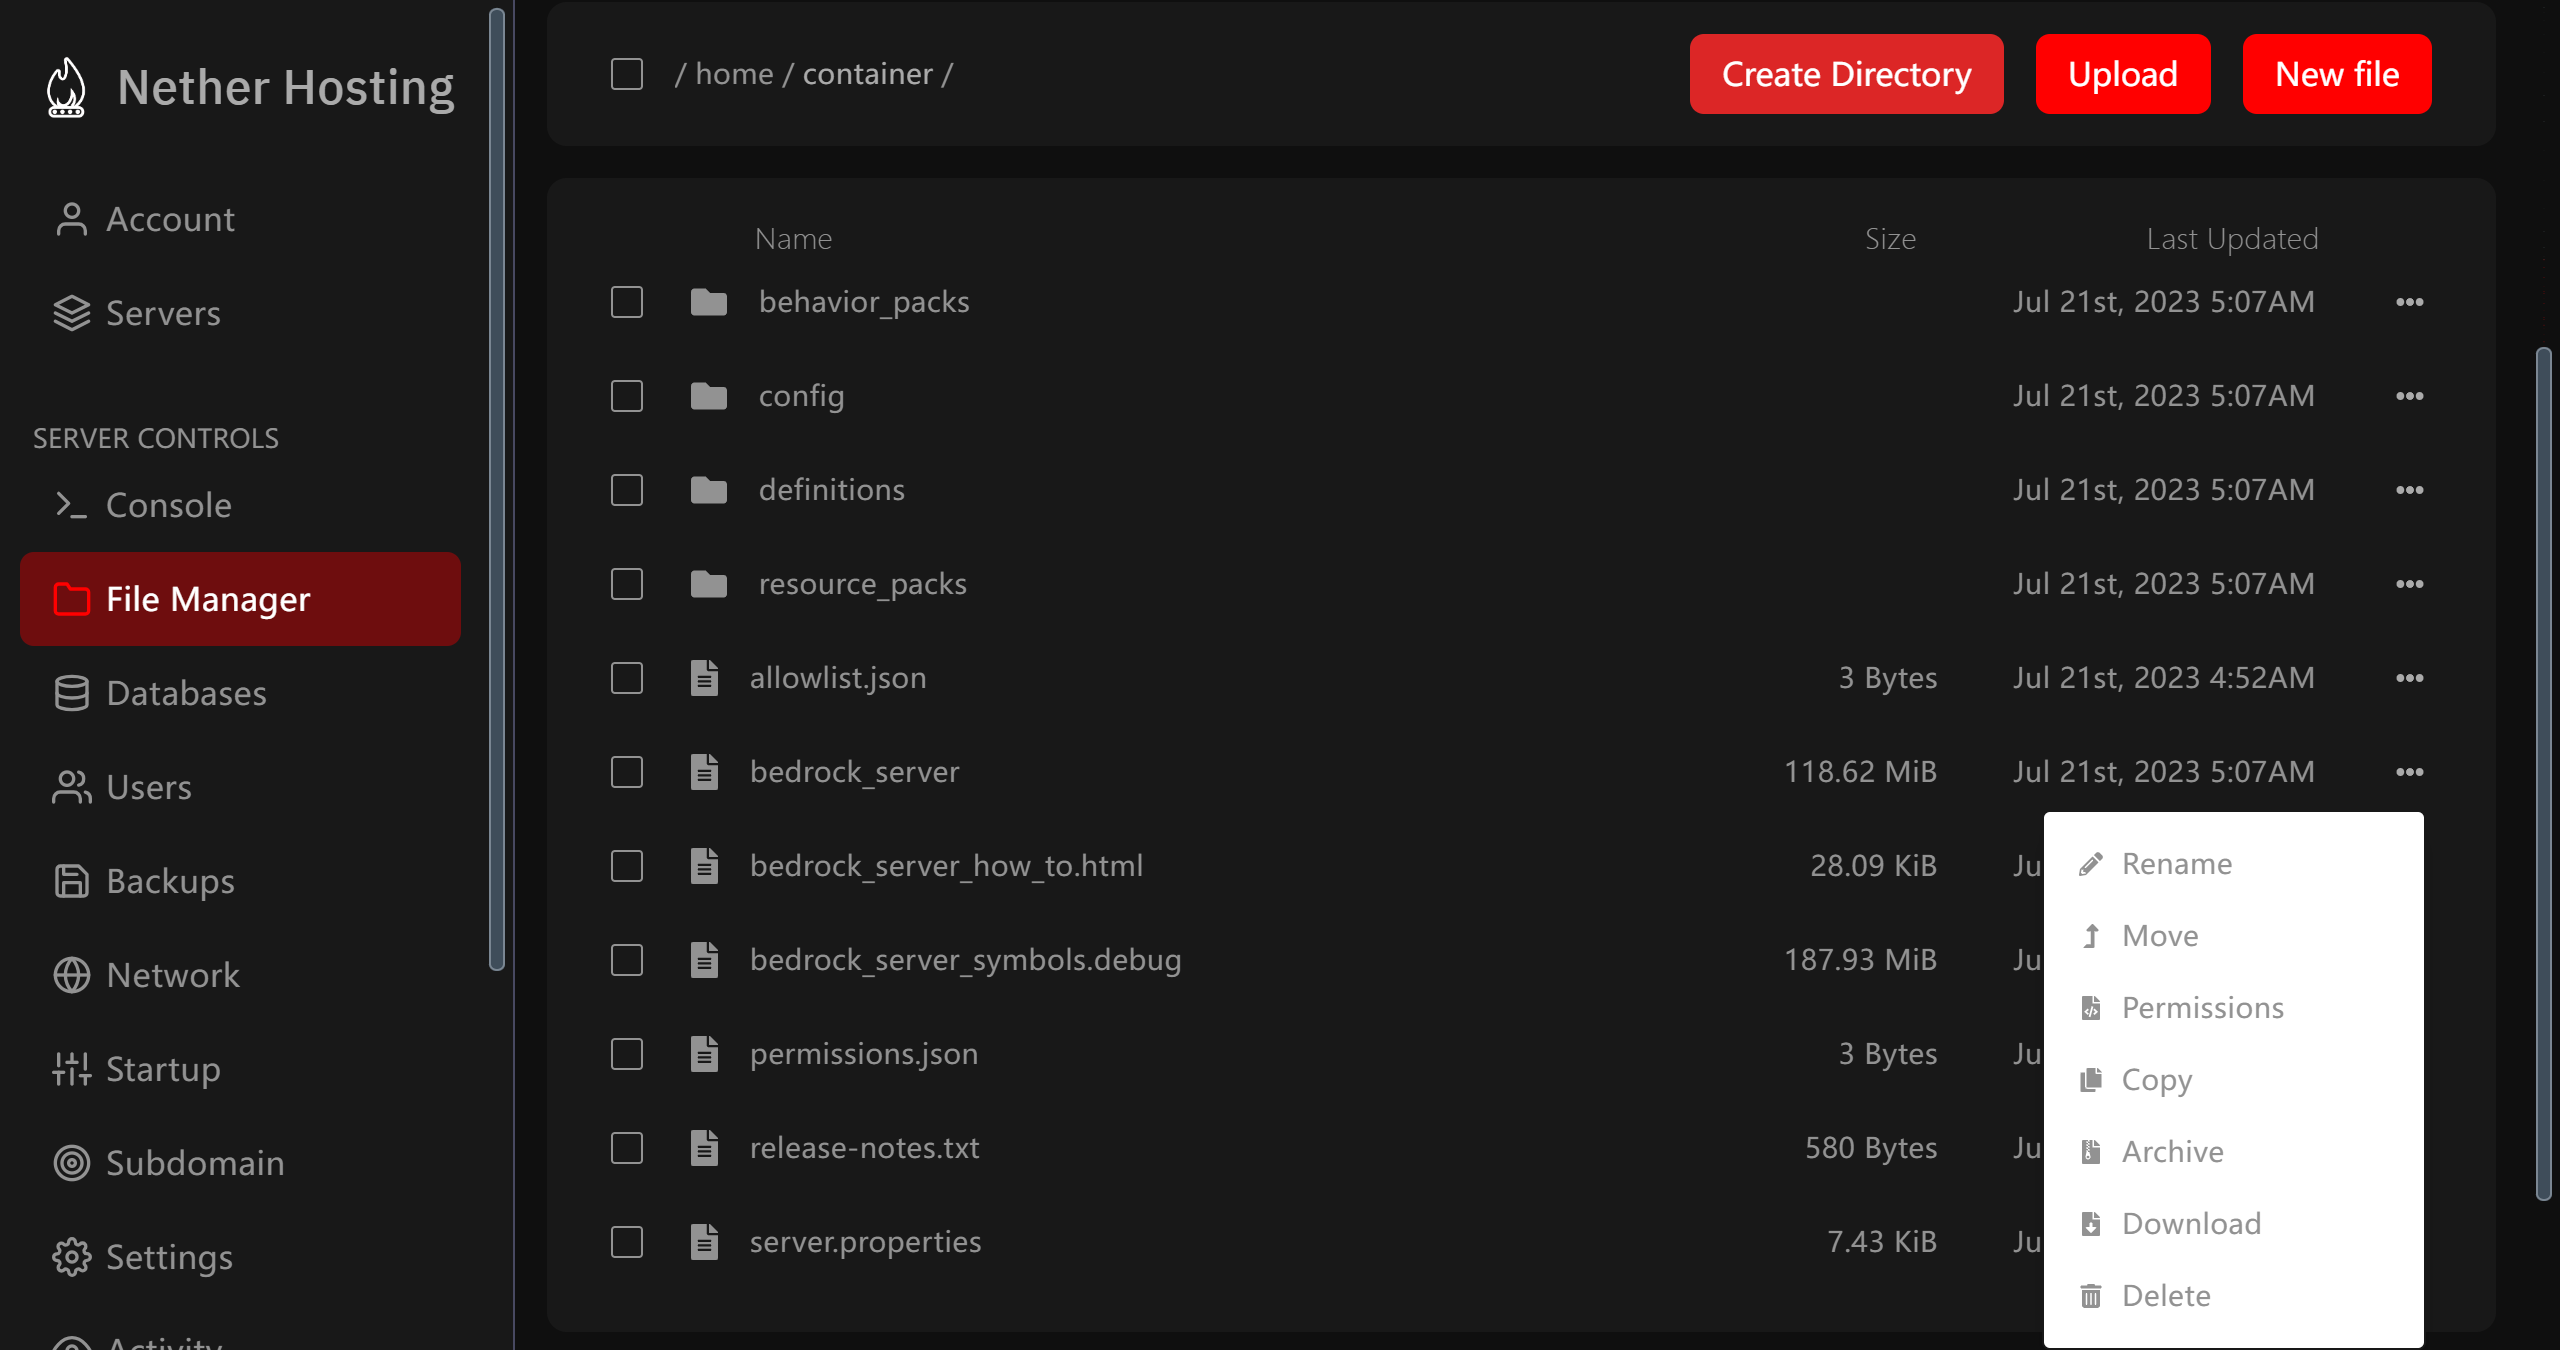 Nether Hosting
Account
Servers
SERVER CONTROLS
Console
File Manager
Databases
Users
Backups
Network
Startup
Subdomain
Settings
Activity
/ home / container /
Create Directory
Upload
New file
Name Size Last Updated
behavior_packs Jul 21st, 2023 5:07AM
config Jul 21st, 2023 5:07AM
definitions Jul 21st, 2023 5:07AM
resource_packs Jul 21st, 2023 5:07AM
allowlist.json 3 Bytes Jul 21st, 2023 4:52AM
bedrock_server 118.62 MiB Jul 21st, 2023 5:07AM
bedrock_server_how_to.html 28.09 KiB Ju
bedrock_server_symbols.debug 187.93 MiB Ju
permissions.json 3 Bytes Ju
release-notes.txt 580 Bytes Ju
server.properties 7.43 KiB Ju
Rename
Move
Permissions
Copy
Archive
Download
Delete